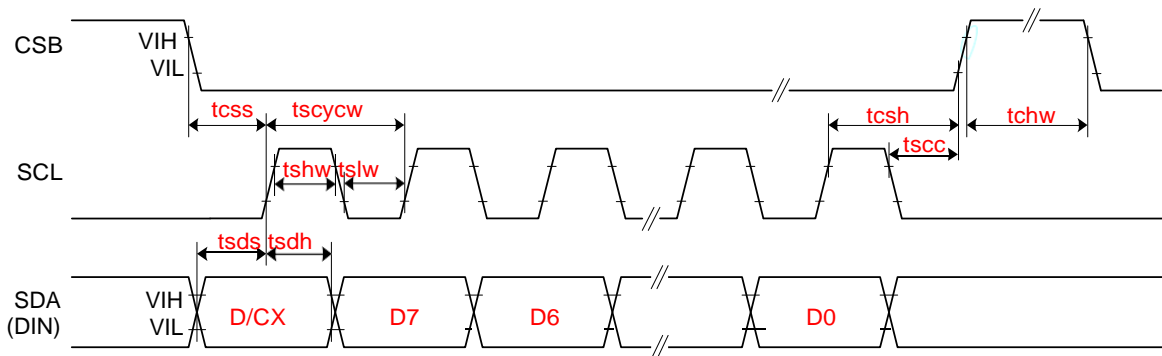 CSB
VIH
VIL
tcss
tscycw
tcsh
tchw
tscc
SCL
tshw
tslw
tsds
tsdh
SDA
(DIN)
VIH
VIL
D/CX
D7
D6
D0